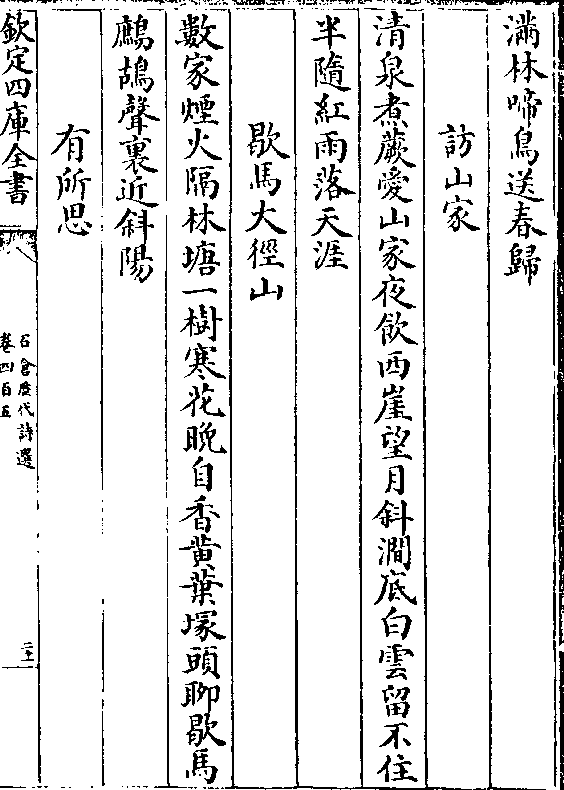 滿林啼鳥送春歸
訪山家
清泉煮蕨愛山家夜飲西崖望月斜澗底白雲留不住
半隨紅雨落天涯
歇馬大徑山
數家煙火隔林塘一樹寒花晚自香黄葉塚頭聊歇馬
鷓鴣聲裏近斜陽
有所思
欽定四庫全書
石倉歷代詩選
卷四百五